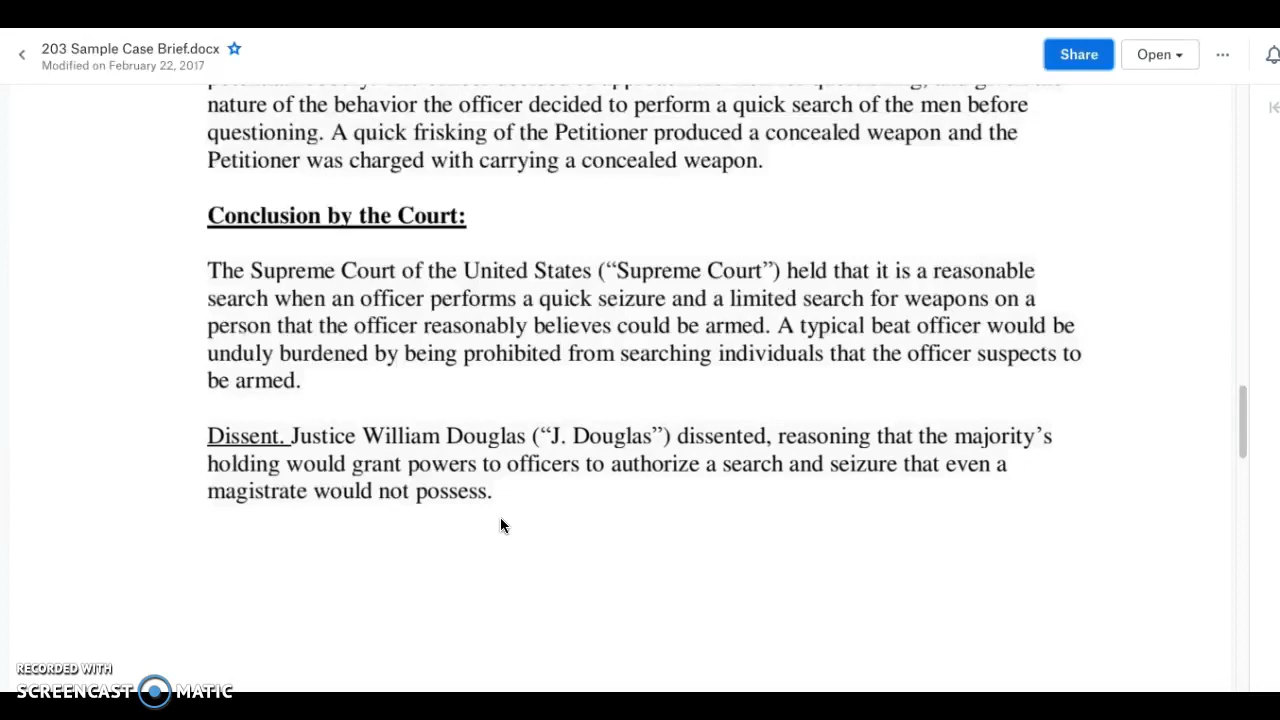 203 Sample Case Brief.docx
Modified on February 22, 2017
Share
Open
nature of the behavior the officer decided to perform a quick search of the men before
questioning. A quick frisking of the Petitioner produced a concealed weapon and the
Petitioner was charged with carrying a concealed weapon.
Conclusion by the Court:
The Supreme Court of the United States (“Supreme Court”) held that it is a reasonable
search when an officer performs a quick seizure and a limited search for weapons on a
person that the officer reasonably believes could be armed. A typical beat officer would be
unduly burdened by being prohibited from searching individuals that the officer suspects to
be armed.
Dissent. Justice William Douglas (“J. Douglas”) dissented, reasoning that the majority’s
holding would grant powers to officers to authorize a search and seizure that even a
magistrate would not possess.
RECORDED WITH
SCREENCAST MATIC